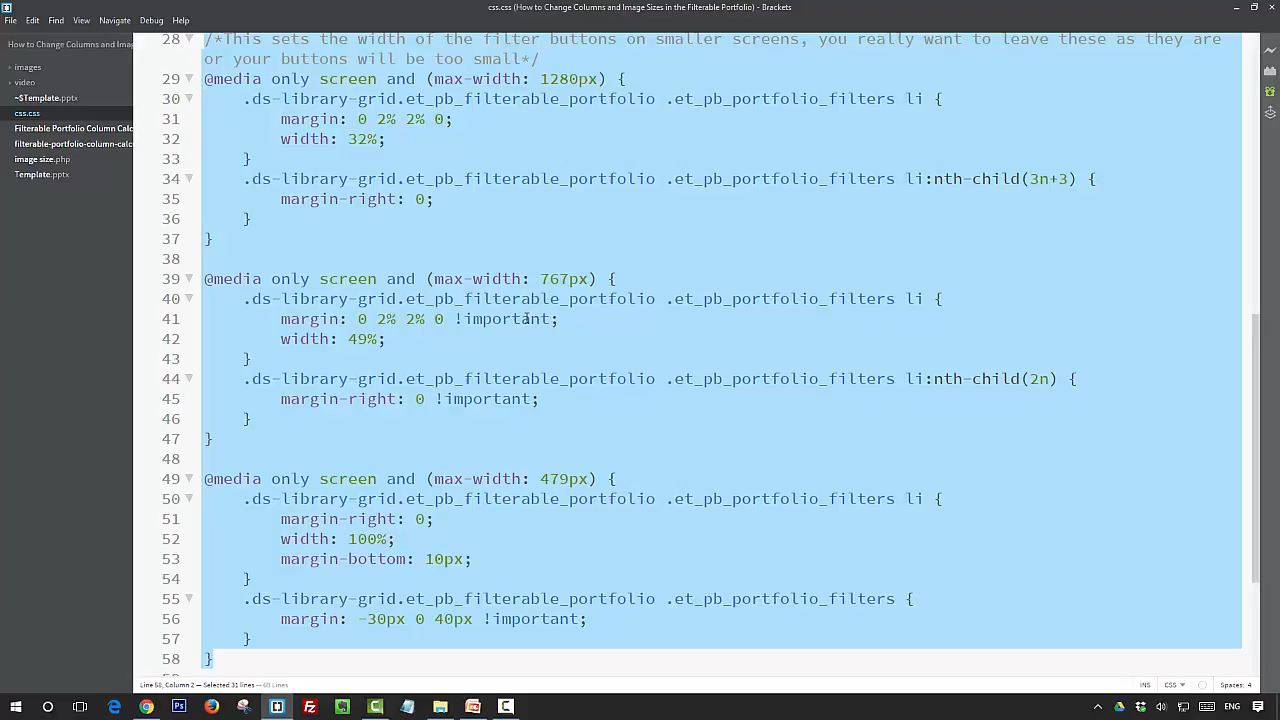 css.css (How to Change Columns and Image Sizes in the Filterable Portfolio) - Brackets
File Edit View Navigate Debug Help
How to Change Columns and Imag
images
video
~$Template.pptx
css.css
Filterable Portfolio Column Calc
filterable-portfolio-column-calc
image size.php
Template.pptx
28 /*This sets the width of the filter buttons on smaller screens, you really want to leave these as they are
or your buttons will be too small*/
29 @media only screen and (max-width: 1280px) {
30 .ds-library-grid.et_pb_filterable_portfolio .et_pb_portfolio_filters li {
31 margin: 0 2% 2% 0;
32 width: 32%;
33 }
34 .ds-library-grid.et_pb_filterable_portfolio .et_pb_portfolio_filters li:nth-child(3n+3) {
35 margin-right: 0;
36 }
37 }
38
39 @media only screen and (max-width: 767px) {
40 .ds-library-grid.et_pb_filterable_portfolio .et_pb_portfolio_filters li {
41 margin: 0 2% 2% 0 !important;
42 width: 49%;
43 }
44 .ds-library-grid.et_pb_filterable_portfolio .et_pb_portfolio_filters li:nth-child(2n) {
45 margin-right: 0 !important;
46 }
47 }
48
49 @media only screen and (max-width: 479px) {
50 .ds-library-grid.et_pb_filterable_portfolio .et_pb_portfolio_filters li {
51 margin-right: 0;
52 width: 100%;
53 margin-bottom: 10px;
54 }
55 .ds-library-grid.et_pb_filterable_portfolio .et_pb_portfolio_filters {
56 margin: -30px 0 40px !important;
57 }
58 }
Line 58, Column 2 — Selected 31 lines — 60 Lines
INS CSS Spaces: 4
ENG